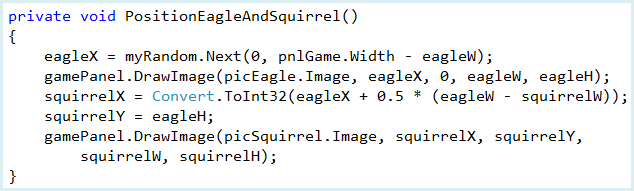 private void PositionEagleAndSquirrel()
{
eagleX = myRandom.Next(0, pnlGame.Width - eagleW);
gamePanel.DrawImage(picEagle.Image, eagleX, 0, eagleW, eagleH);
squirrelX = Convert.ToInt32(eagleX + 0.5 * (eagleW - squirrelW));
squirrelY = eagleH;
gamePanel.DrawImage(picSquirrel.Image, squirrelX, squirrelY,
squirrelW, squirrelH);
}